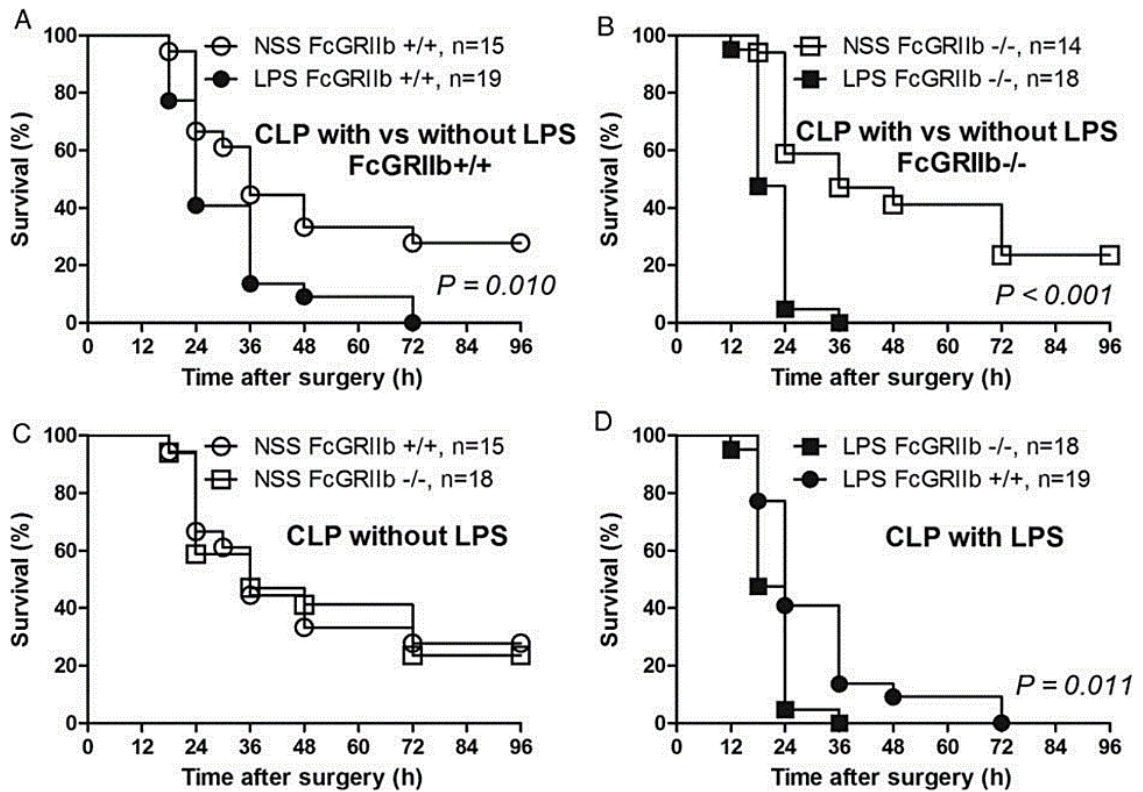 A
100
80
60
40
20
0
Survival (%)
NSS FcGRIIb +/+, n=15
LPS FcGRIIb +/+, n=19
CLP with vs without LPS
FcGRIIb+/+
P = 0.010
0 12 24 36 48 60 72 84 96
Time after surgery (h)
B
100
80
60
40
20
0
Survival (%)
NSS FcGRIIb -/-, n=14
LPS FcGRIIb -/-, n=18
CLP with vs without LPS
FcGRIIb-/-
P < 0.001
0 12 24 36 48 60 72 84 96
Time after surgery (h)
C
100
80
60
40
20
0
Survival (%)
NSS FcGRIIb +/+, n=15
NSS FcGRIIb -/-, n=18
CLP without LPS
0 12 24 36 48 60 72 84 96
Time after surgery (h)
D
100
80
60
40
20
0
Survival (%)
LPS FcGRIIb -/-, n=18
LPS FcGRIIb +/+, n=19
CLP with LPS
P = 0.011
0 12 24 36 48 60 72 84 96
Time after surgery (h)